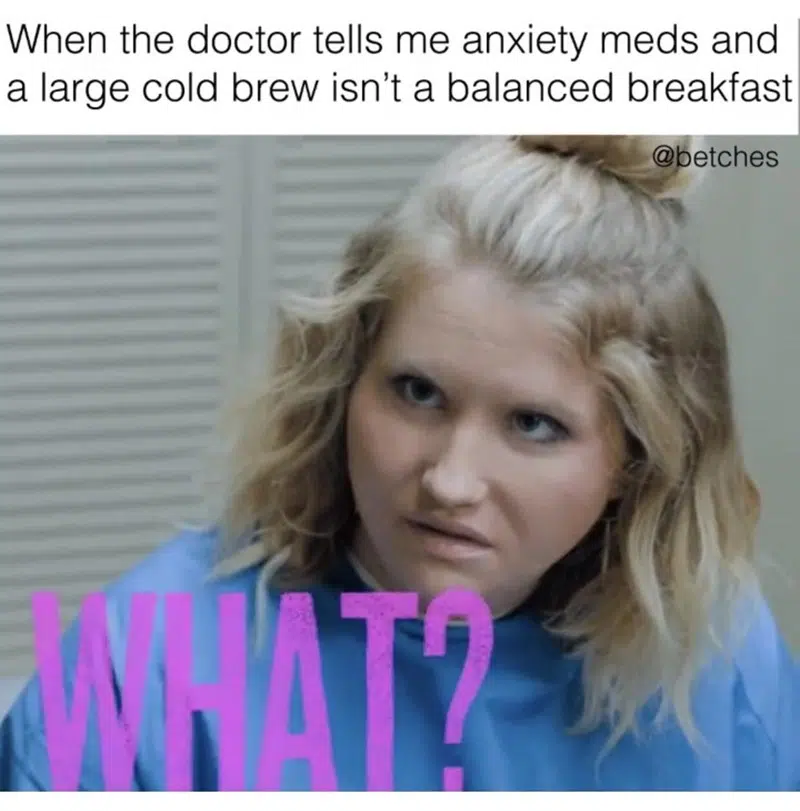 When the doctor tells me anxiety meds and
a large cold brew isn’t a balanced breakfast
@betches
WHAT?